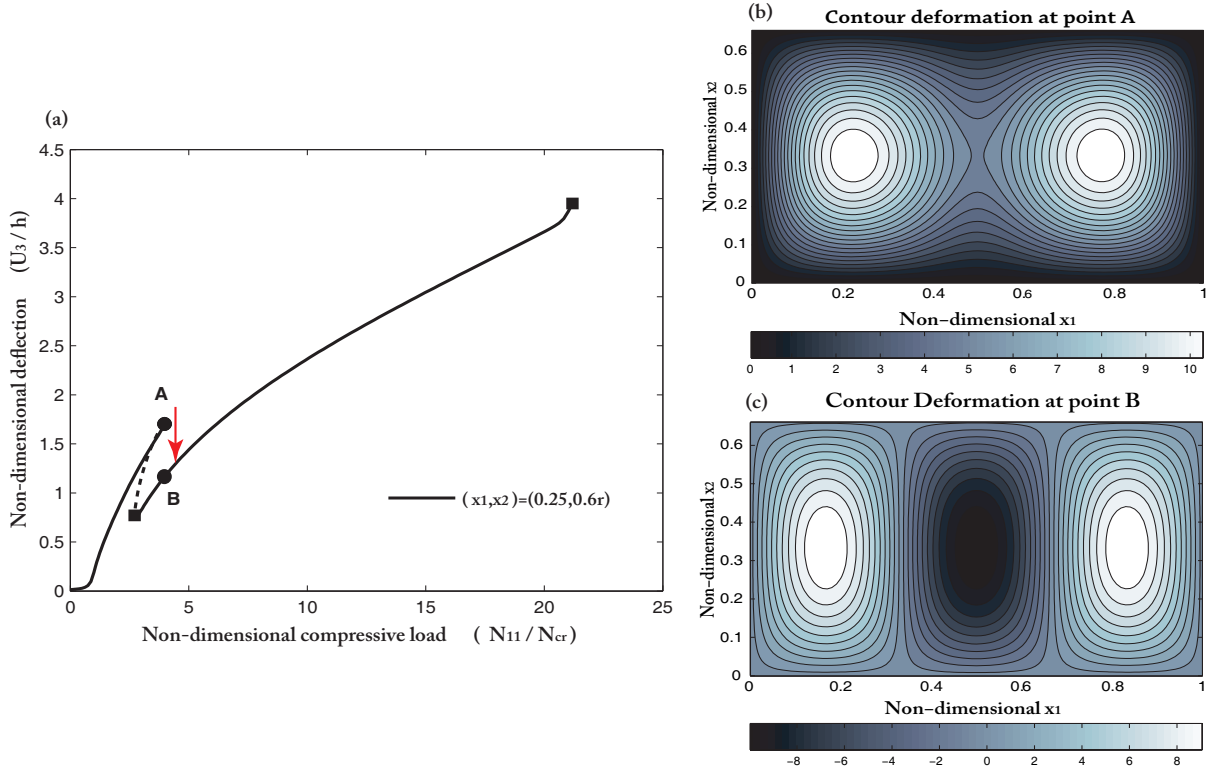 (a)
4.5
4
3.5
3
2.5
2
1.5
1
0.5
0
0 5 10 15 20 25
Non-dimensional deflection (U3 / h)
Non-dimensional compressive load ( N11 / Ncr)
A
B
(x1,x2)=(0.25,0.6r)
(b)
Contour deformation at point A
Non-dimensional x2
0.6
0.5
0.4
0.3
0.2
0.1
0
0 0.2 0.4 0.6 0.8 1
Non-dimensional x1
0 1 2 3 4 5 6 7 8 9 10
(c)
Contour Deformation at point B
Non-dimensional x2
0.6
0.5
0.4
0.3
0.2
0.1
0
0.2 0.4 0.6 0.8 1
Non-dimensional x1
-8 -6 -4 -2 0 2 4 6 8